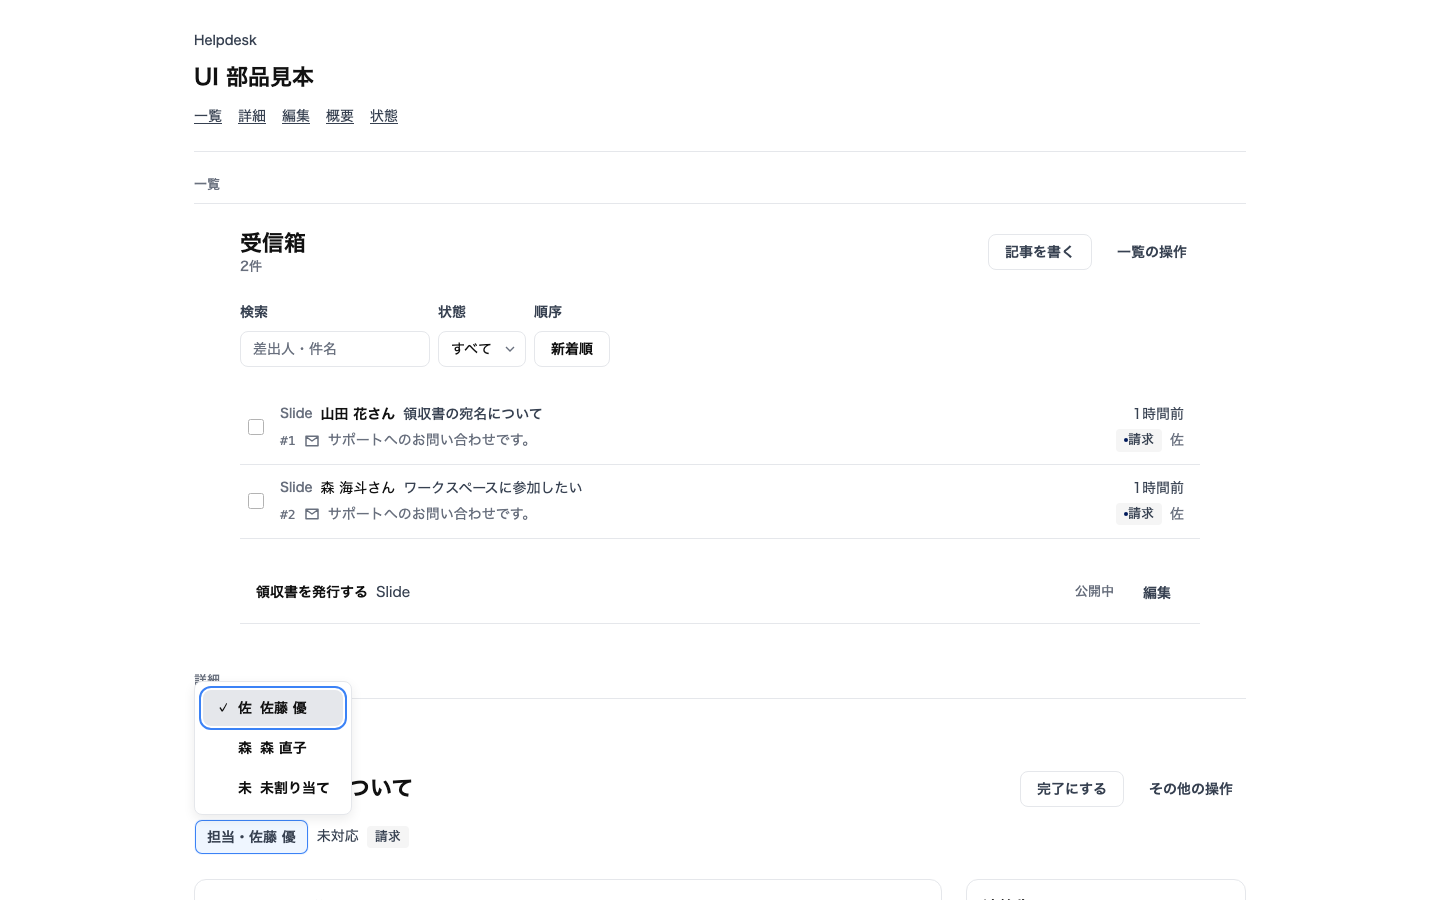 Helpdesk
UI 部品見本
一覧 詳細 編集 概要 状態
一覧
受信箱
2件
記事を書く 一覧の操作
検索 状態 順序
差出人・件名 すべて 新着順
Slide 山田 花さん 領収書の宛名について 1時間前
#1 サポートへのお問い合わせです。 •請求 佐
Slide 森 海斗さん ワークスペースに参加したい 1時間前
#2 サポートへのお問い合わせです。 •請求 佐
領収書を発行する Slide 公開中 編集
詳細
✓ 佐 佐藤 優
森 森 直子
未 未割り当て
ついて 完了にする その他の操作
担当・佐藤 優 未対応 請求